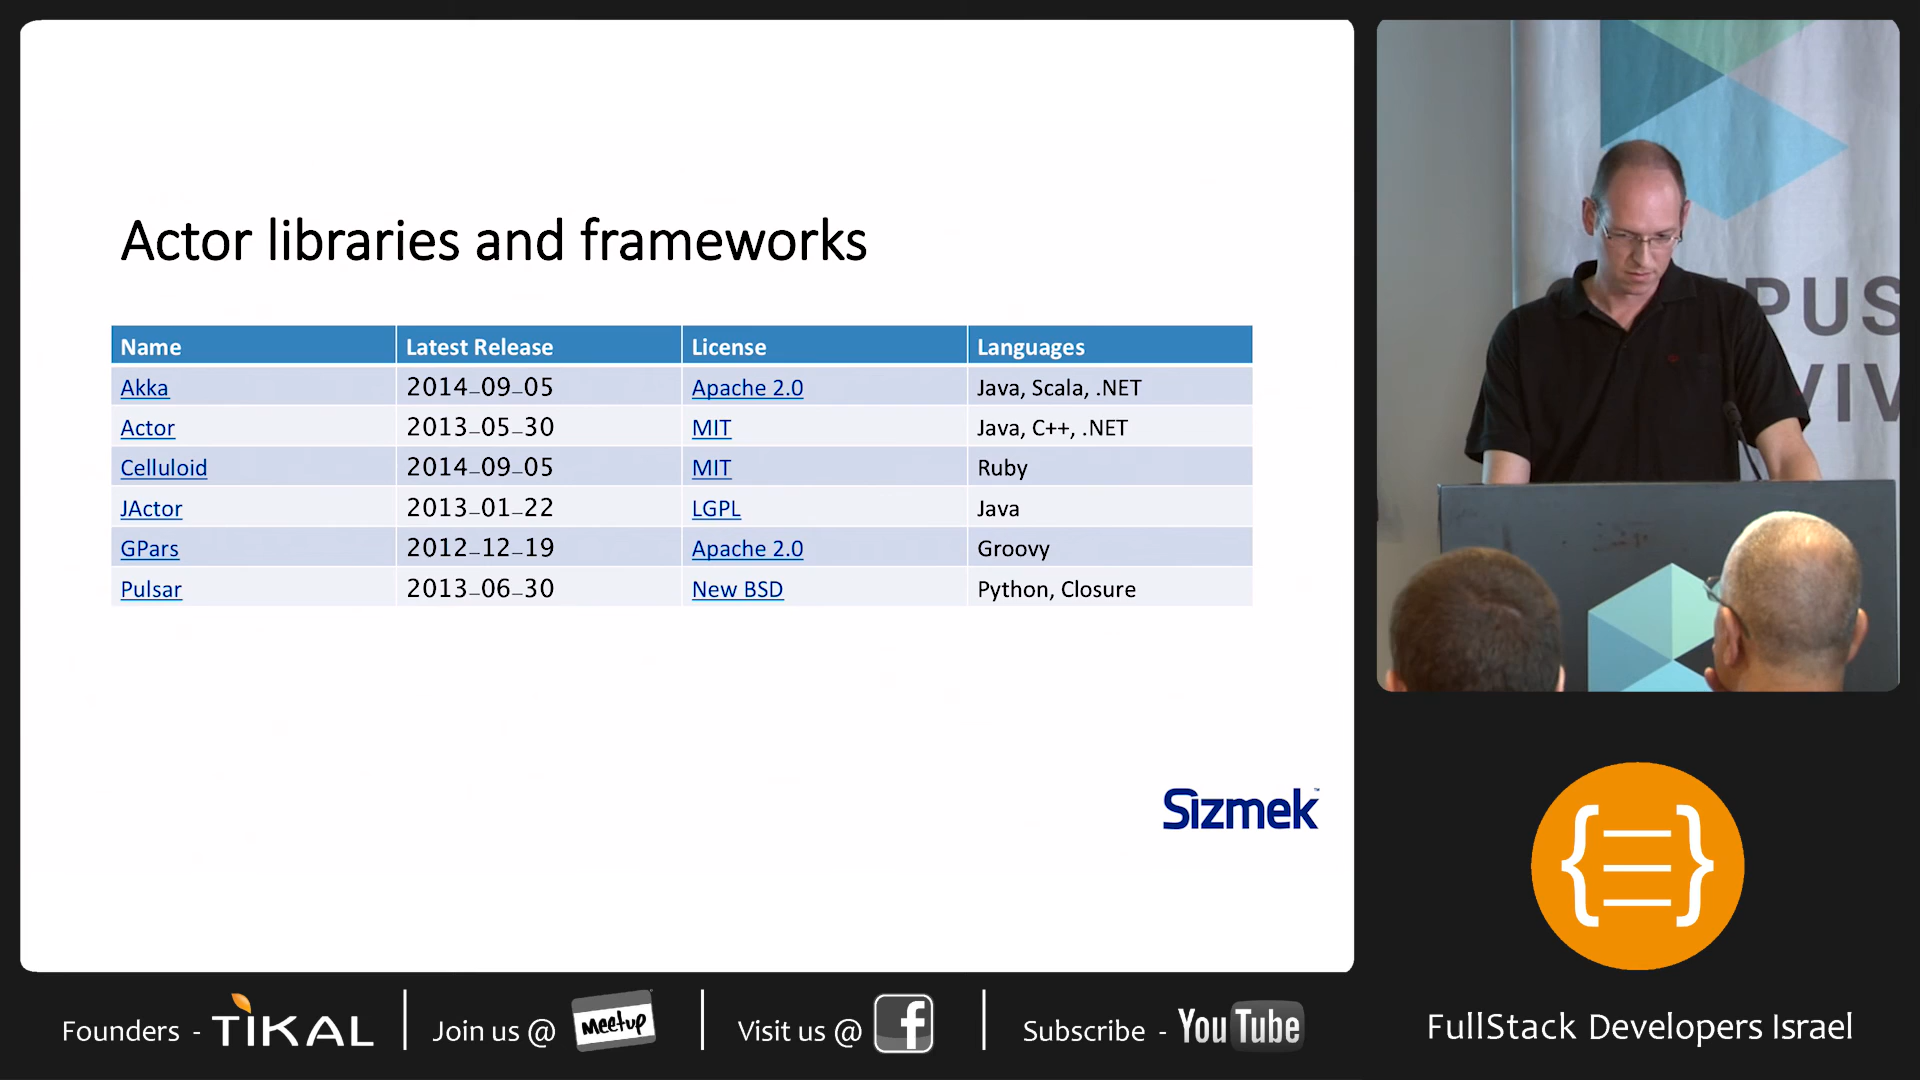 Actor libraries and frameworks
Name Latest Release License Languages
Akka 2014-09-05 Apache 2.0 Java, Scala, .NET
Actor 2013-05-30 MIT Java, C++, .NET
Celluloid 2014-09-05 MIT Ruby
JActor 2013-01-22 LGPL Java
GPars 2012-12-19 Apache 2.0 Groovy
Pulsar 2013-06-30 New BSD Python, Closure
Sizmek™
PUS
VIV
Founders - TIKAL
Join us @ Meetup
Visit us @ f
Subscribe - YouTube
FullStack Developers Israel